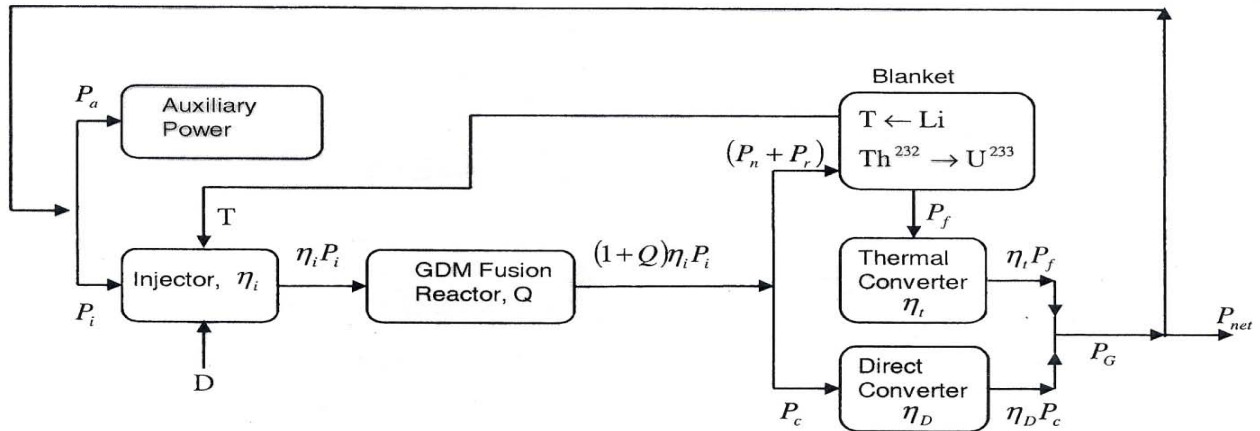 Blanket
P_a
Auxiliary
Power
T ← Li
Th^232 → U^233
(P_n + P_r)
T
P_f
η_i P_i
(1+Q)η_i P_i
Injector, η_i
GDM Fusion
Reactor, Q
Thermal
Converter
η_t
η_t P_f
P_i
D
P_net
P_G
Direct
Converter
η_D
P_c
η_D P_c